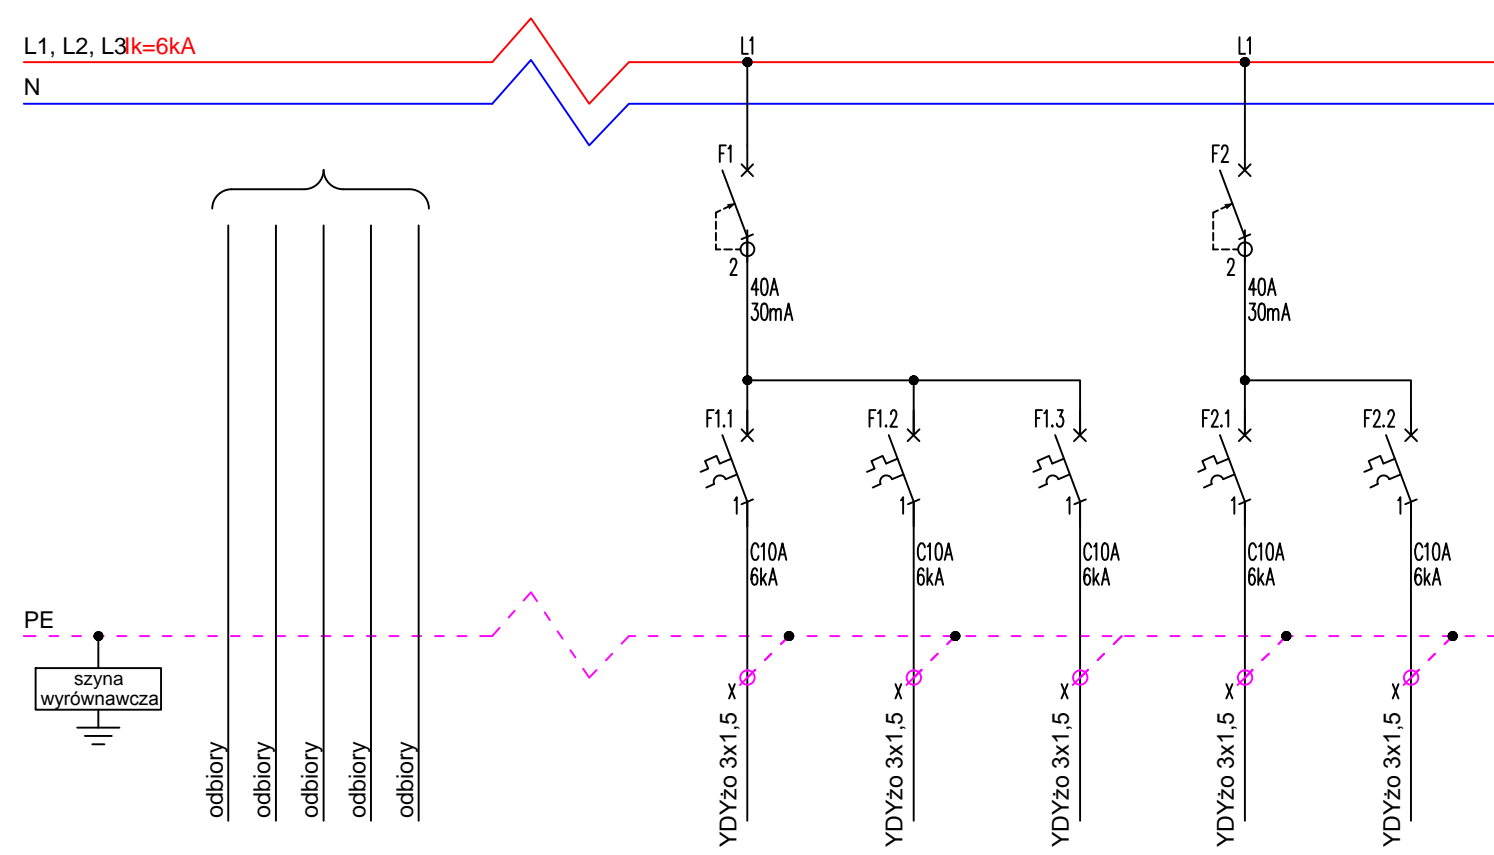 L1, L2, L3Ik=6kA
N
L1
L1
F1
2
40A
30mA
F2
2
40A
30mA
F1.1
1
C10A
6kA
F1.2
1
C10A
6kA
F1.3
1
C10A
6kA
F2.1
1
C10A
6kA
F2.2
1
C10A
6kA
PE
szyna
wyrównawcza
odbiory
odbiory
odbiory
odbiory
odbiory
X
YDYżo 3x1,5
X
YDYżo 3x1,5
X
YDYżo 3x1,5
X
YDYżo 3x1,5
X
YDYżo 3x1,5